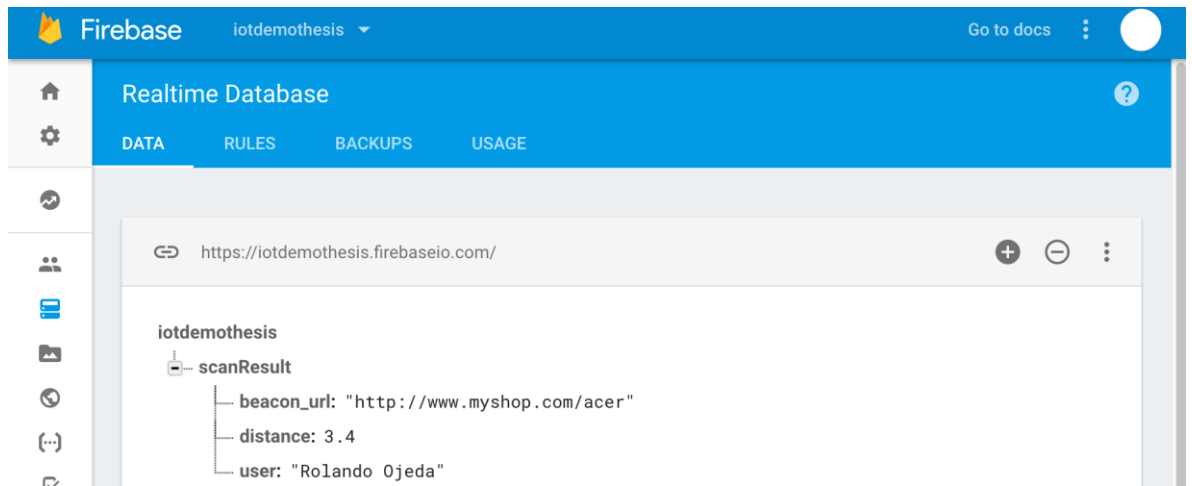 Firebase iotdemothesis Go to docs
Realtime Database
DATA RULES BACKUPS USAGE
https://iotdemothesis.firebaseio.com/
iotdemothesis
scanResult
beacon_url: "http://www.myshop.com/acer"
distance: 3.4
user: "Rolando Ojeda"